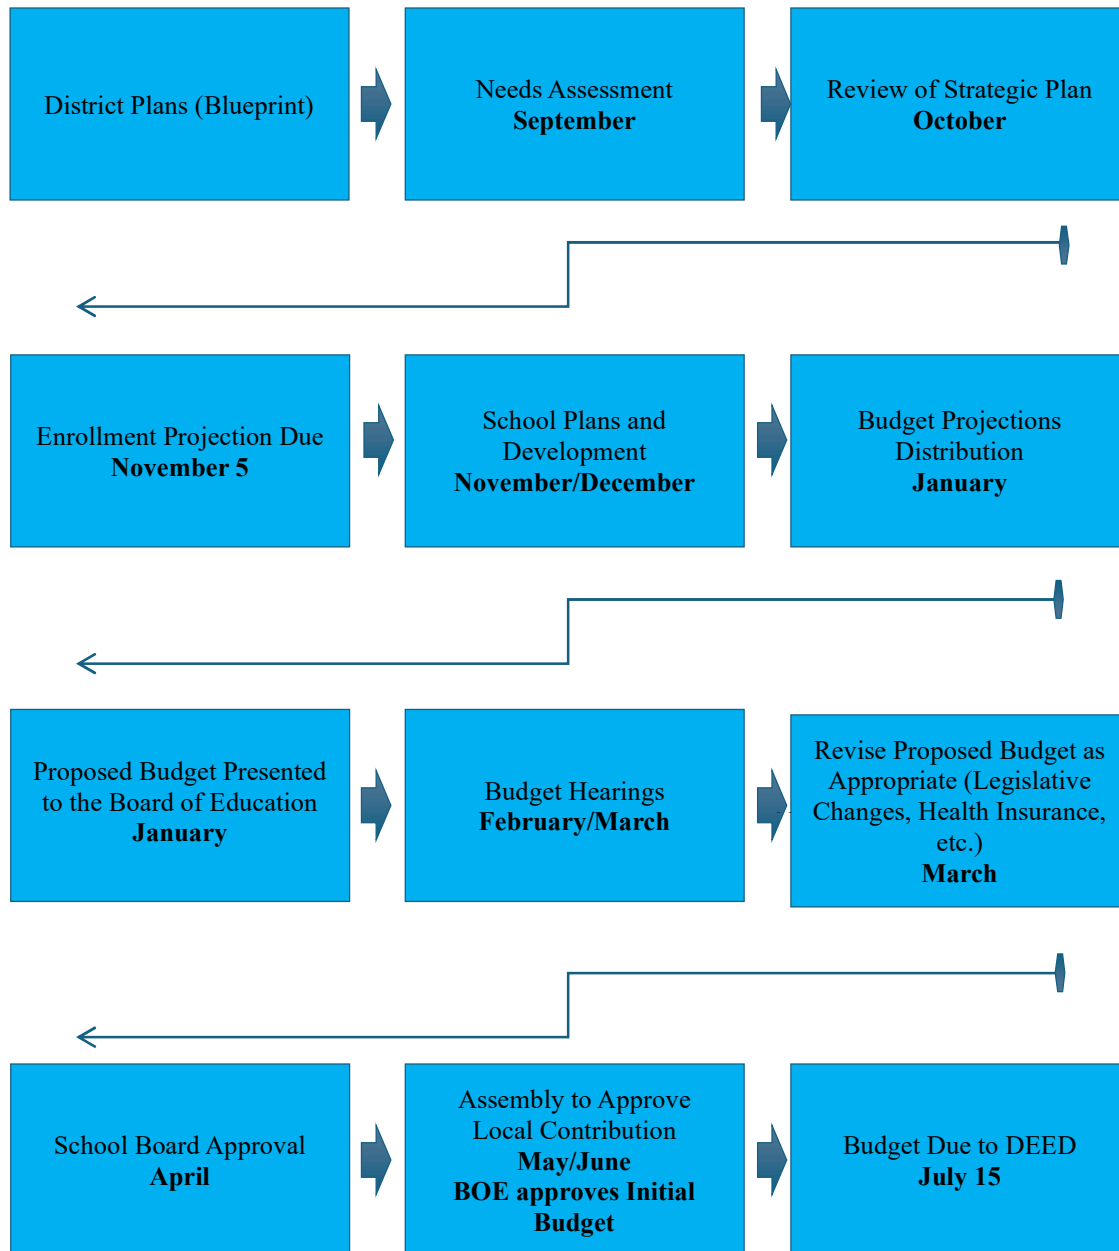 District Plans (Blueprint)
Needs Assessment
September
Review of Strategic Plan
October
Enrollment Projection Due
November 5
School Plans and
Development
November/December
Budget Projections
Distribution
January
Proposed Budget Presented
to the Board of Education
January
Budget Hearings
February/March
Revise Proposed Budget as
Appropriate (Legislative
Changes, Health Insurance,
etc.)
March
School Board Approval
April
Assembly to Approve
Local Contribution
May/June
BOE approves Initial
Budget
Budget Due to DEED
July 15